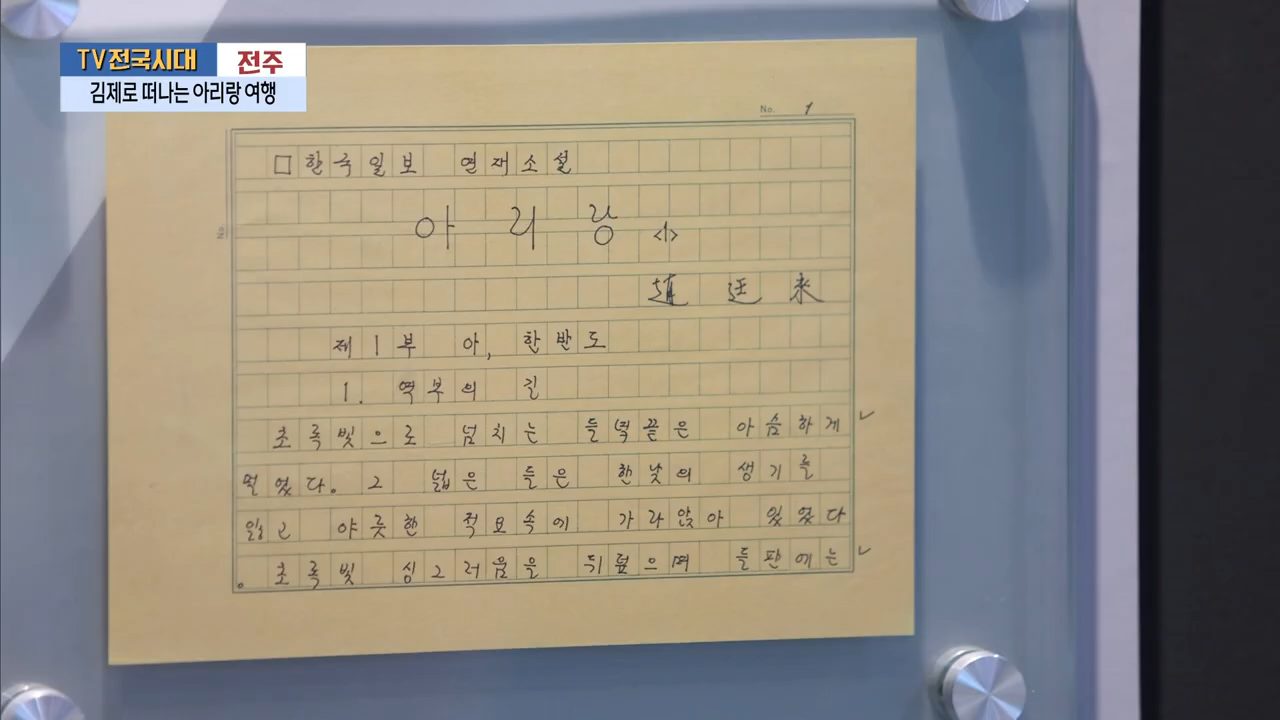 TV전국시대 전주
김제로 떠나는 아리랑 여행
No. 1
No.
□한국일보 연재소설
아리랑 <1>
趙廷來
제1부 아, 한반도
1. 역부의 길
초록빛으로 넘치는 들녘끝은 아슴하게
멀었다. 그 넓은 들은 한낮의 생기를
잃고 야릇한 적요속에 가라앉아 있었다
。초록빛 싱그러움을 뒤덮으며 들판에는